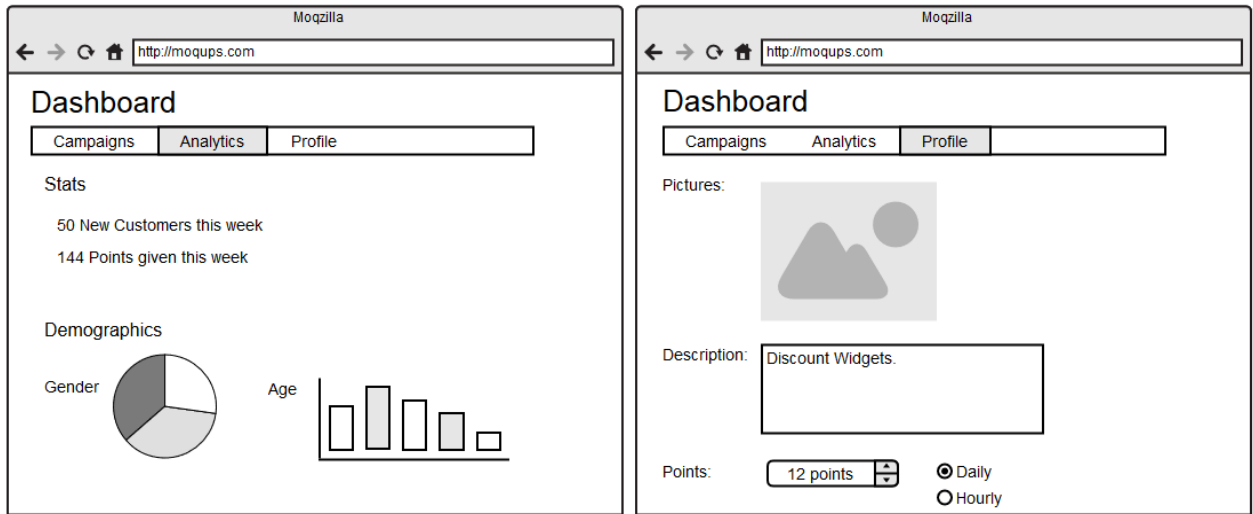 Moqzilla
http://moqups.com
Dashboard
Campaigns Analytics Profile
Stats
50 New Customers this week
144 Points given this week
Demographics
Gender
Age
Moqzilla
http://moqups.com
Dashboard
Campaigns Analytics Profile
Pictures:
Description: Discount Widgets.
Points: 12 points Daily
Hourly